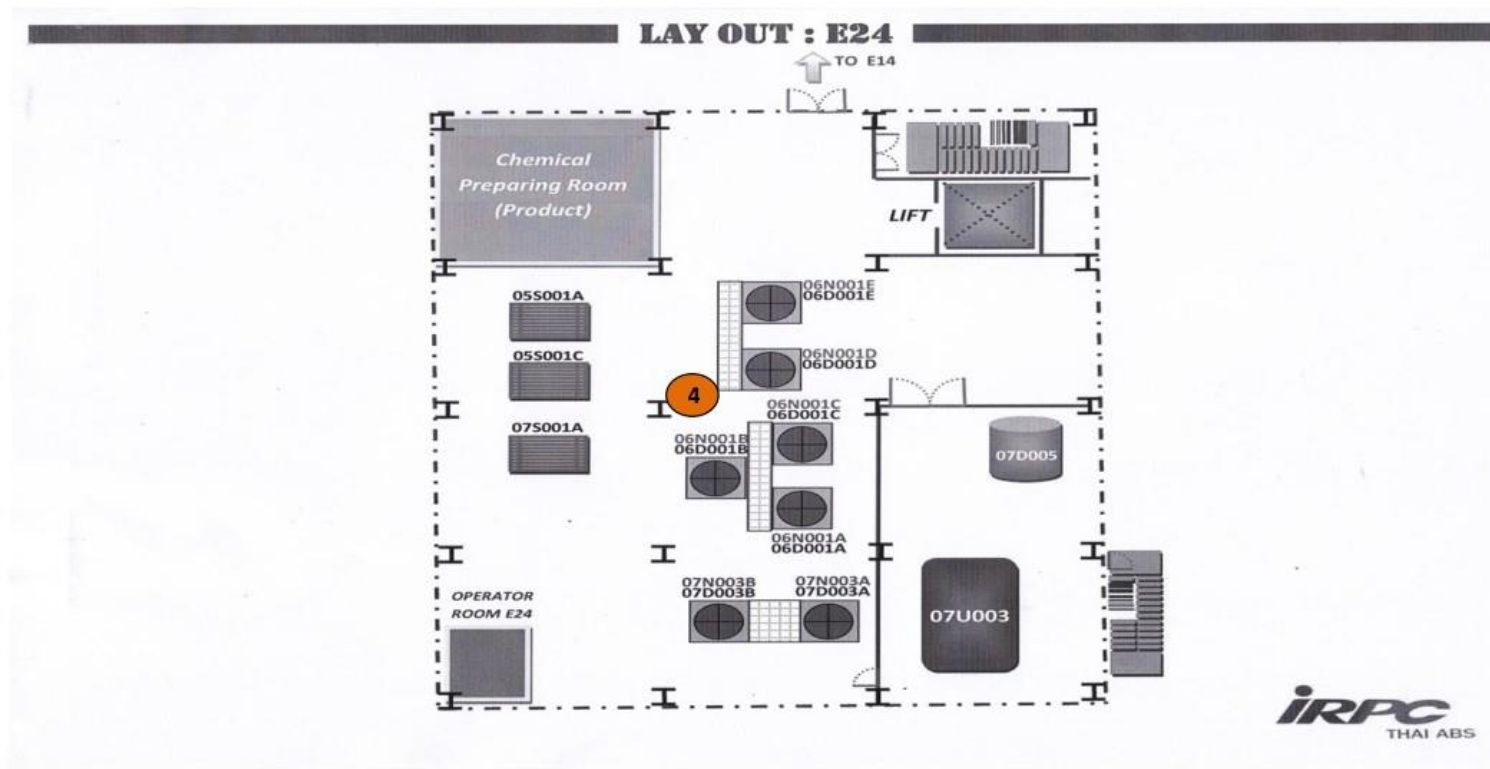 LAY OUT : E24
TO E14
Chemical
Preparing Room
(Product)
LIFT
05S001A
05S001C
07S001A
06N001E
06D001E
06N001D
06D001D
4
06N001C
06D001C
06N001B
06D001B
06N001A
06D001A
07D005
07N003B
07D003B
07N003A
07D003A
07U003
OPERATOR
ROOM E24
iRPC
THAI ABS